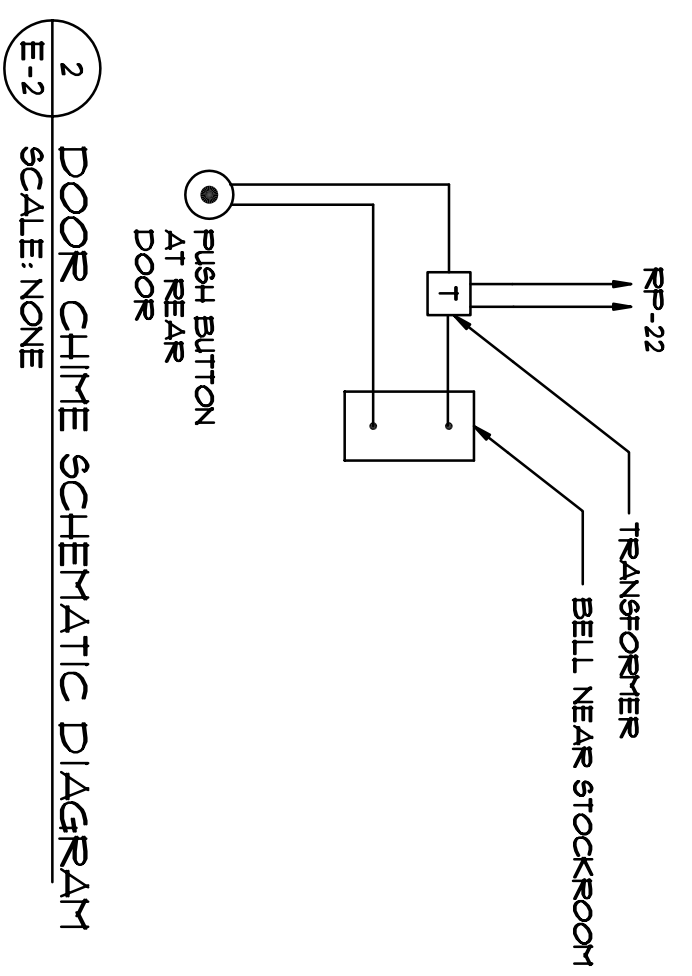 RP-22
T
TRANSFORMER
BELL NEAR STOCKROOM
PUSH BUTTON
AT REAR
DOOR
2
E-2
DOOR CHIME SCHEMATIC DIAGRAM
SCALE: NONE